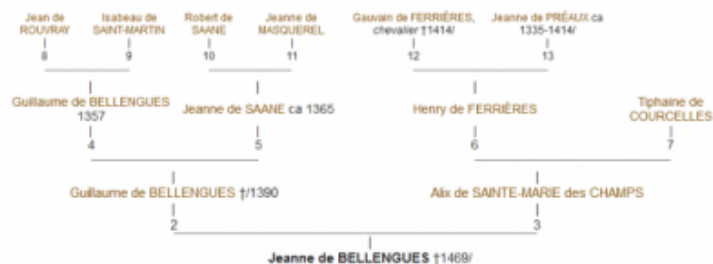 Jean de
ROUVRAY
8
Isabeau de
SAINT-MARTIN
9
Robert de
SAANE
10
Jeanne de
MASQUEREL
11
Gauvain de FERRIÈRES,
chevalier †1414/
12
Jeanne de PRÉAUX ca
1335-1414/
13
Guillaume de BELLENGUES
1357
4
Jeanne de SAANE ca 1365
5
Henry de FERRIÈRES
6
Tiphaine de
COURCELLES
7
Guillaume de BELLENGUES †/1390
2
Alix de SAINTE-MARIE des CHAMPS
3
Jeanne de BELLENGUES †1469/